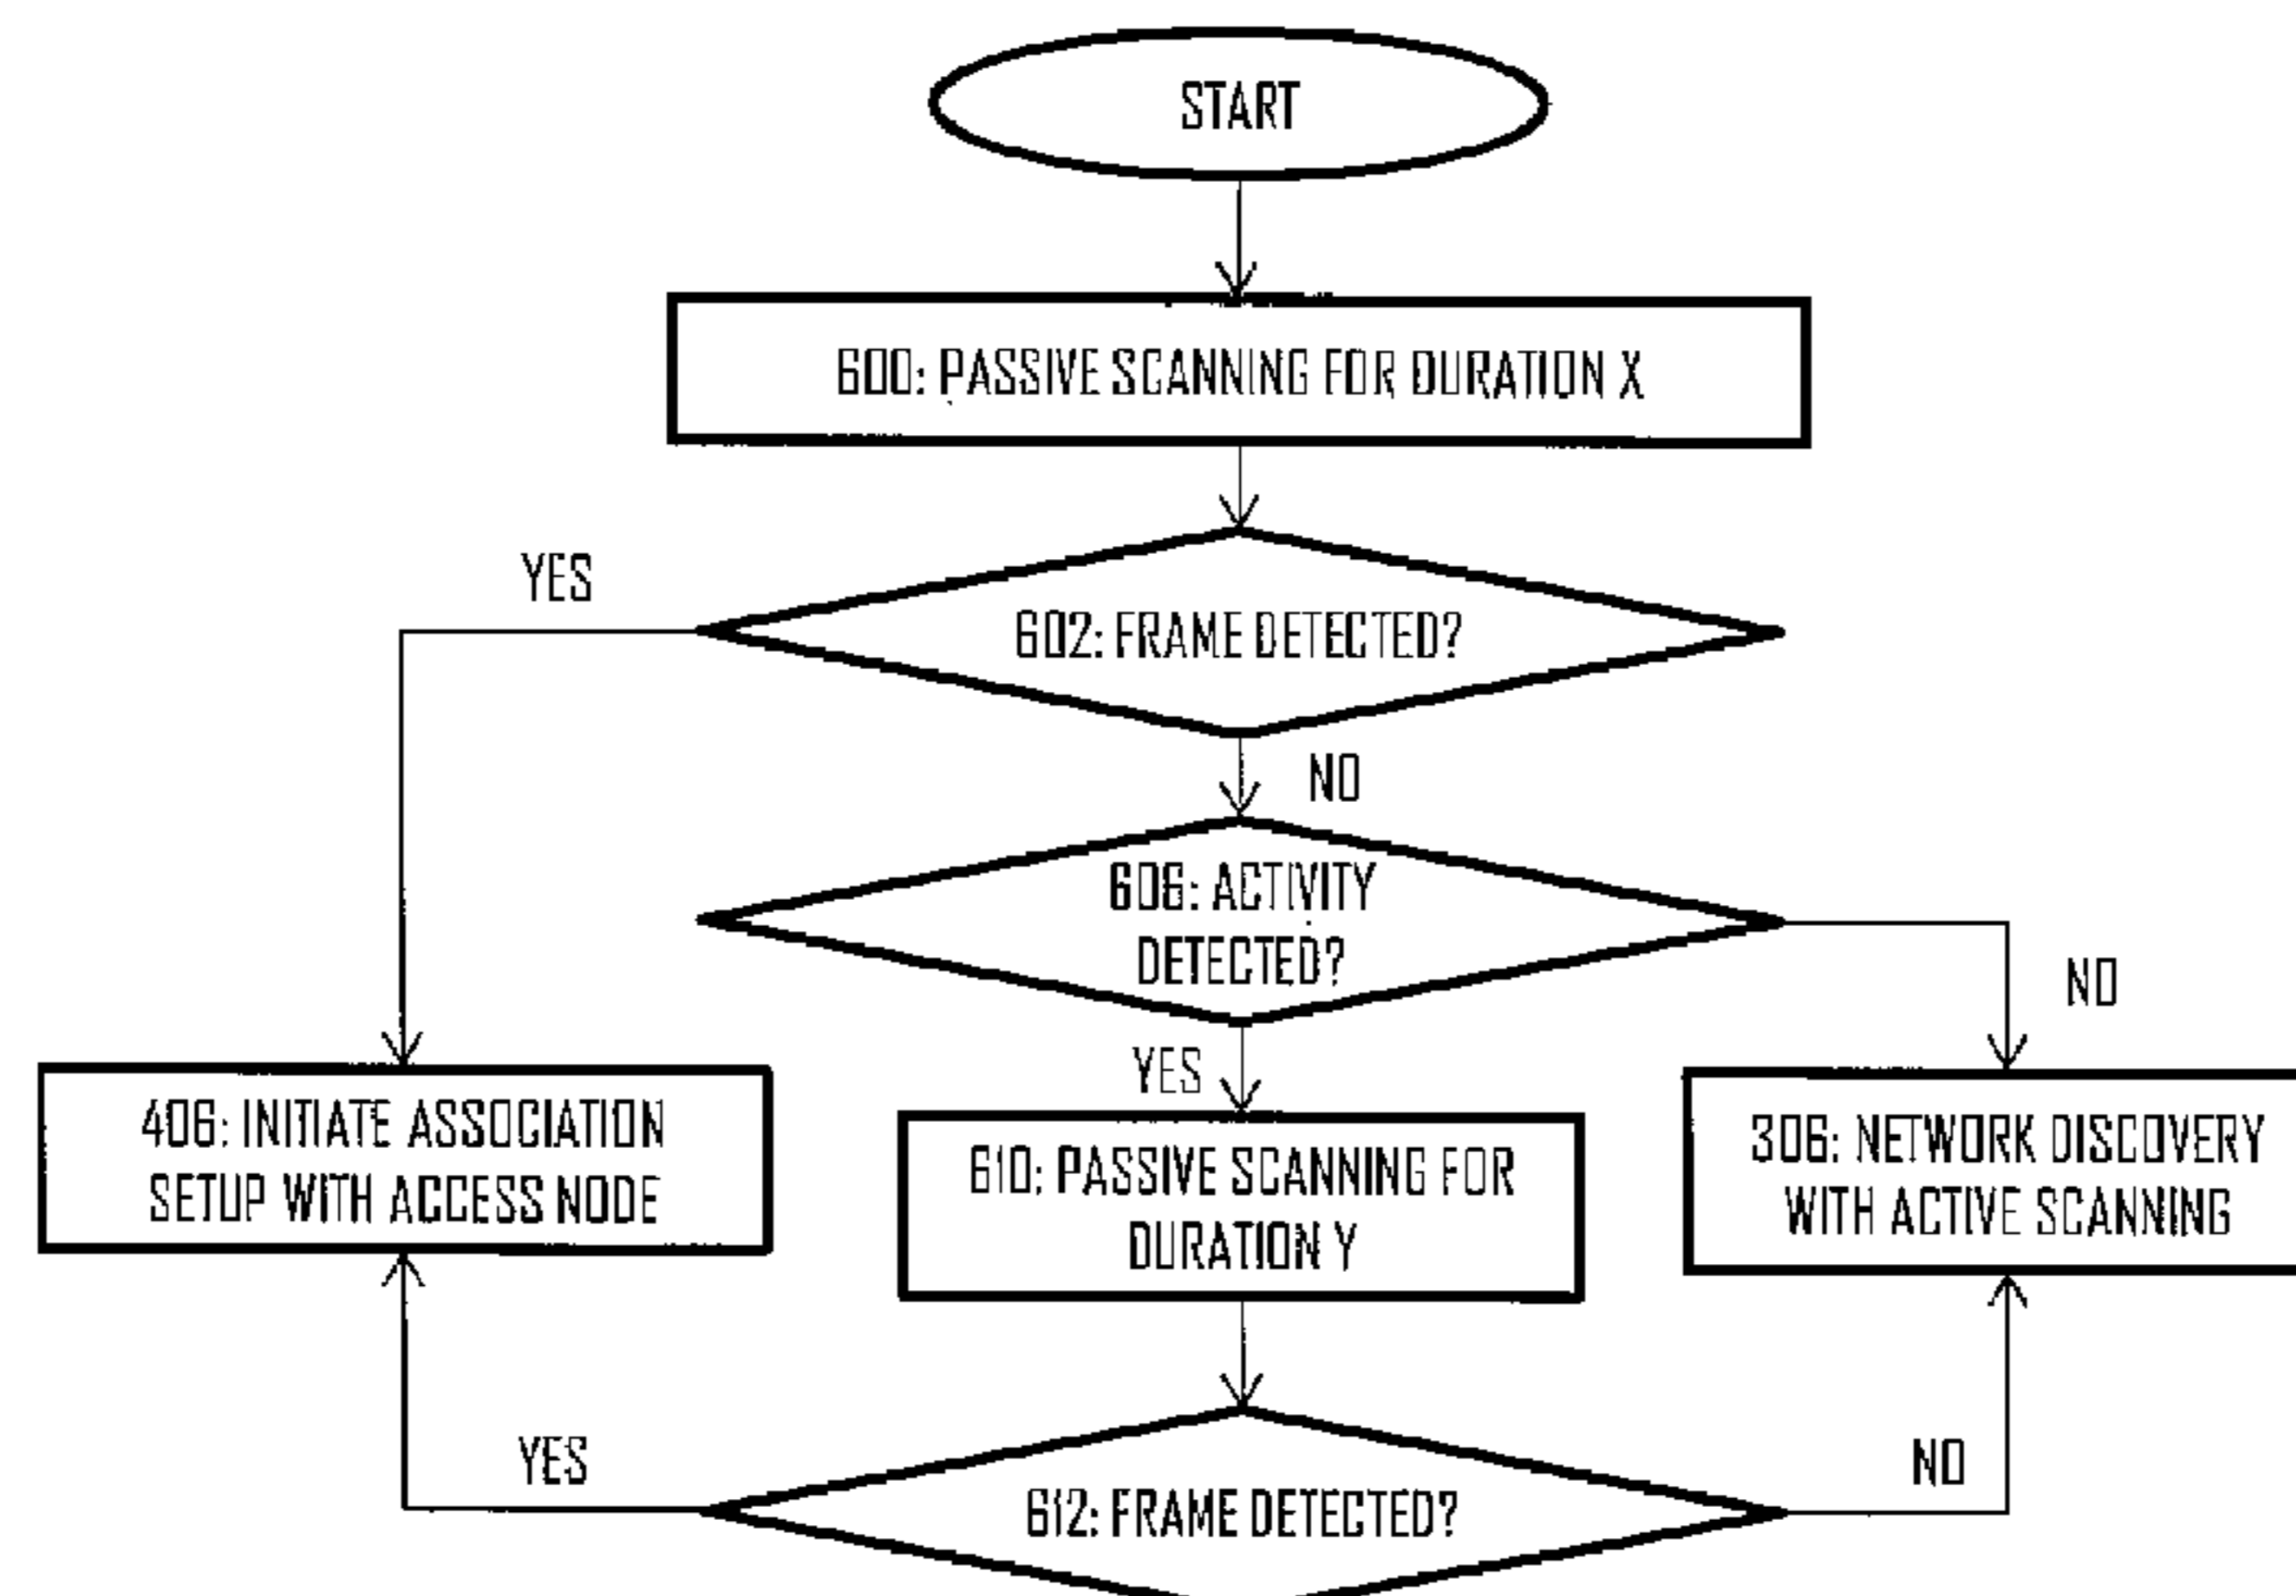 START
600: PASSIVE SCANNING FOR DURATION X
YES
602: FRAME DETECTED?
NO
606: ACTIVITY
DETECTED?
NO
YES
406: INITIATE ASSOCIATION
SETUP WITH ACCESS NODE
610: PASSIVE SCANNING FOR
DURATION Y
306: NETWORK DISCOVERY
WITH ACTIVE SCANNING
YES
612: FRAME DETECTED?
NO